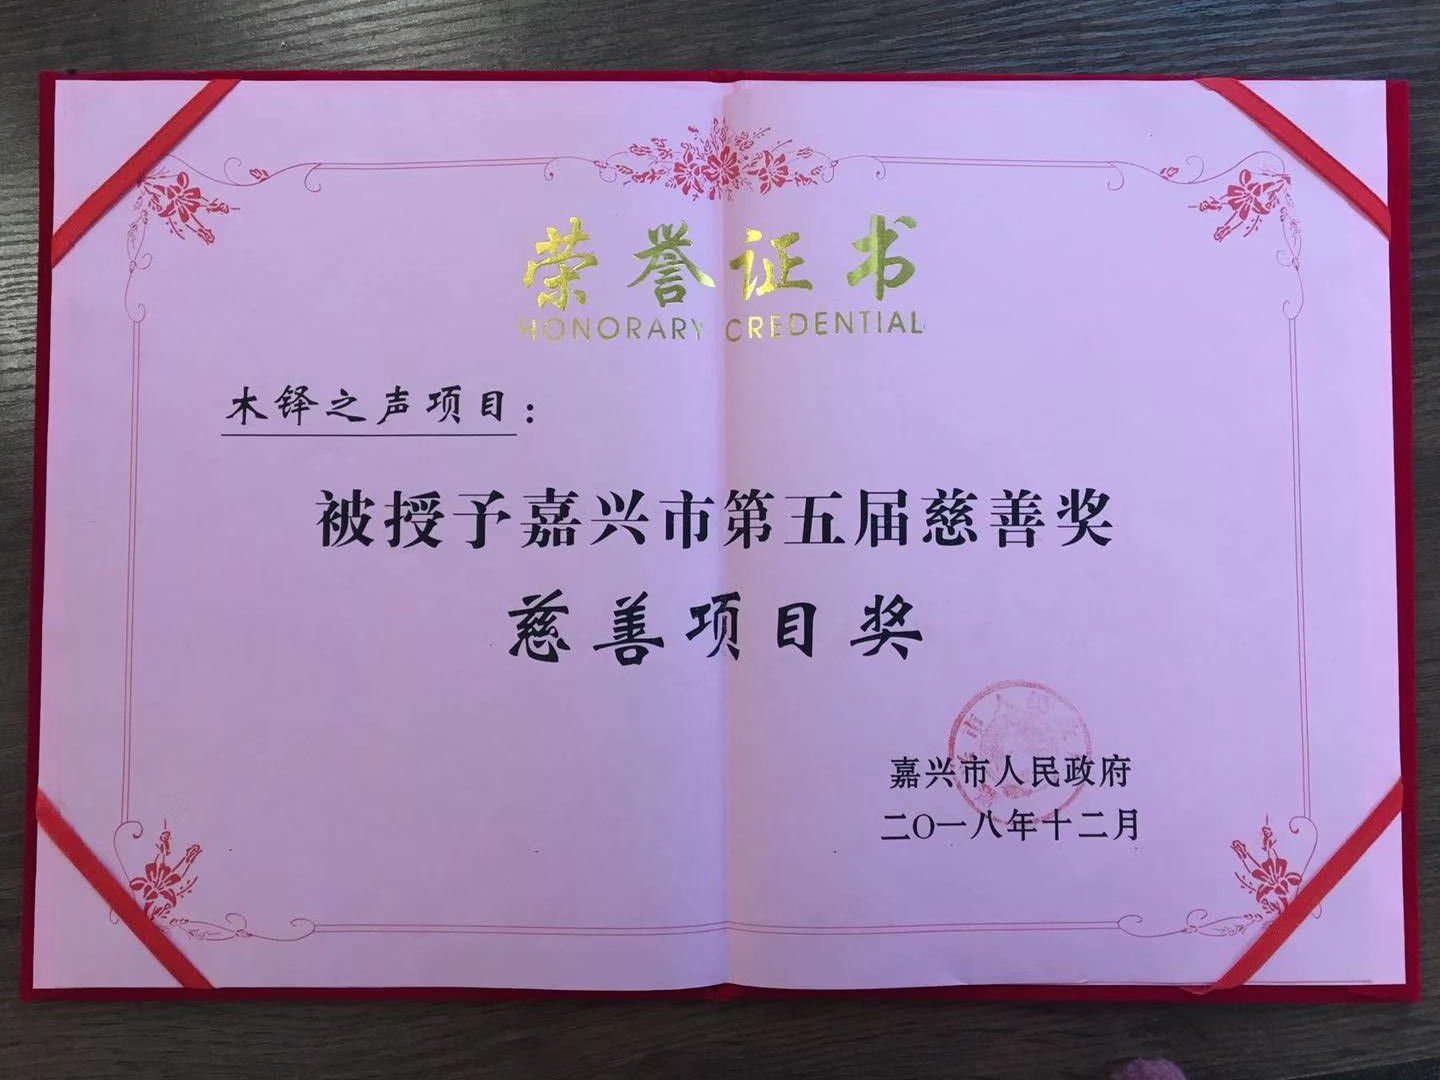 荣誉证书
HONORARY CREDENTIAL
木铎之声项目：
被授予嘉兴市第五届慈善奖
慈善项目奖
嘉兴市人民政府
二〇一八年十二月